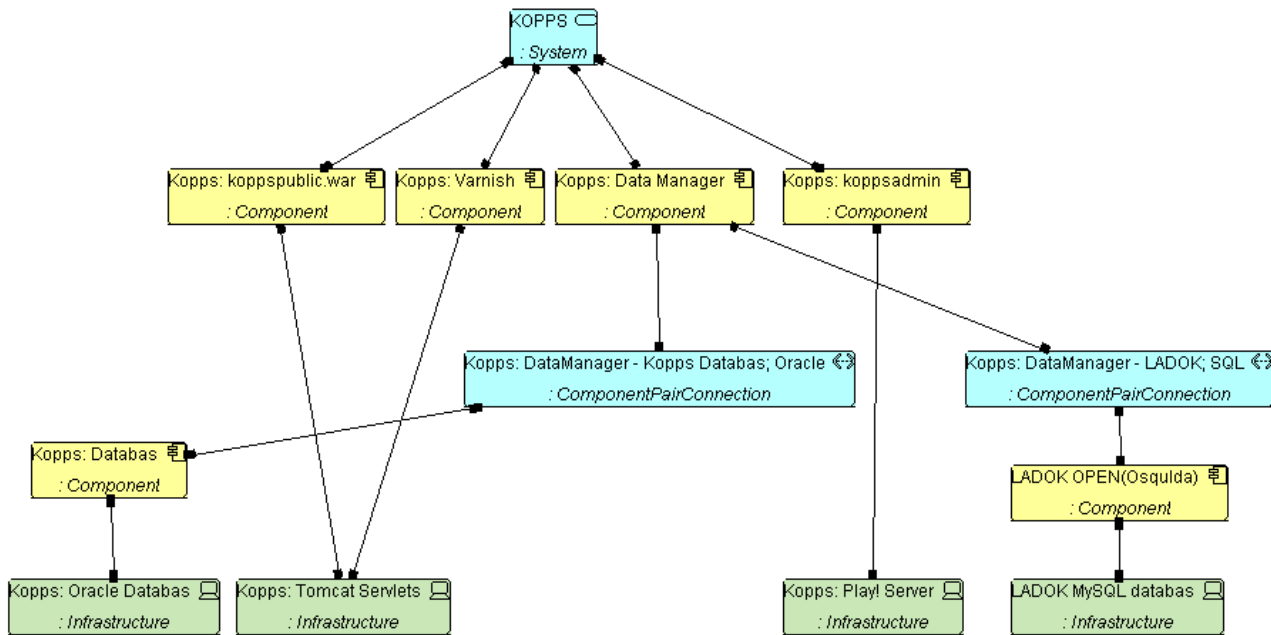 KOPPS
: System
Kopps: koppspublic.war
: Component
Kopps: Varnish
: Component
Kopps: Data Manager
: Component
Kopps: koppsadmin
: Component
Kopps: DataManager - Kopps Databas; Oracle
: ComponentPairConnection
Kopps: DataManager - LADOK; SQL
: ComponentPairConnection
Kopps: Databas
: Component
LADOK OPEN(Osqulda)
: Component
Kopps: Oracle Databas
: Infrastructure
Kopps: Tomcat Servlets
: Infrastructure
Kopps: Play! Server
: Infrastructure
LADOK MySQL databas
: Infrastructure